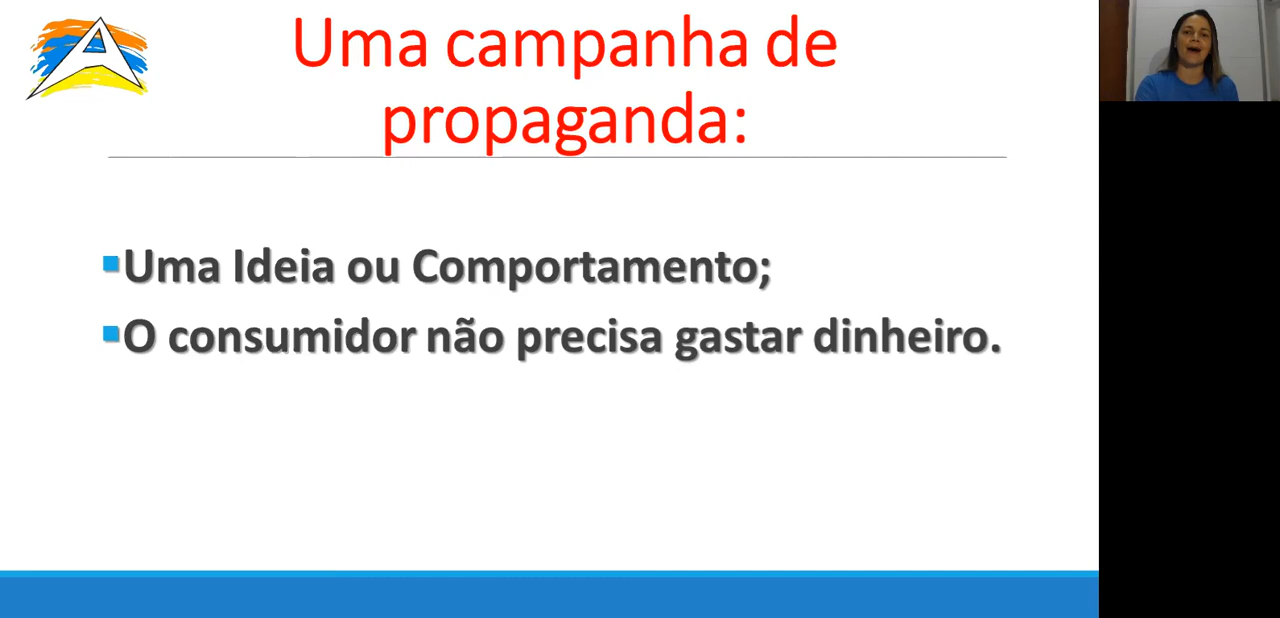 Uma campanha de
propaganda:
Uma Ideia ou Comportamento;
O consumidor não precisa gastar dinheiro.